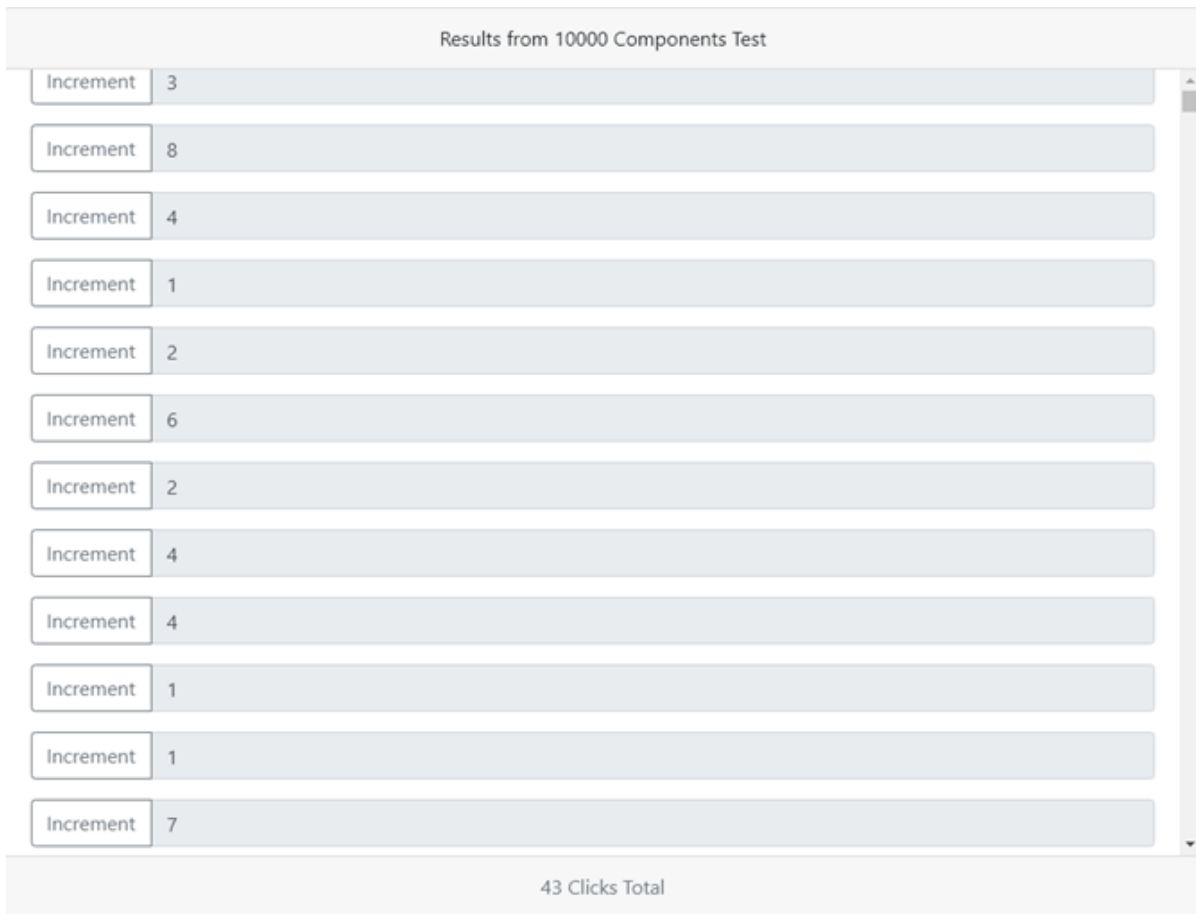 Results from 10000 Components Test
Increment 3
Increment 8
Increment 4
Increment 1
Increment 2
Increment 6
Increment 2
Increment 4
Increment 4
Increment 1
Increment 1
Increment 7
43 Clicks Total